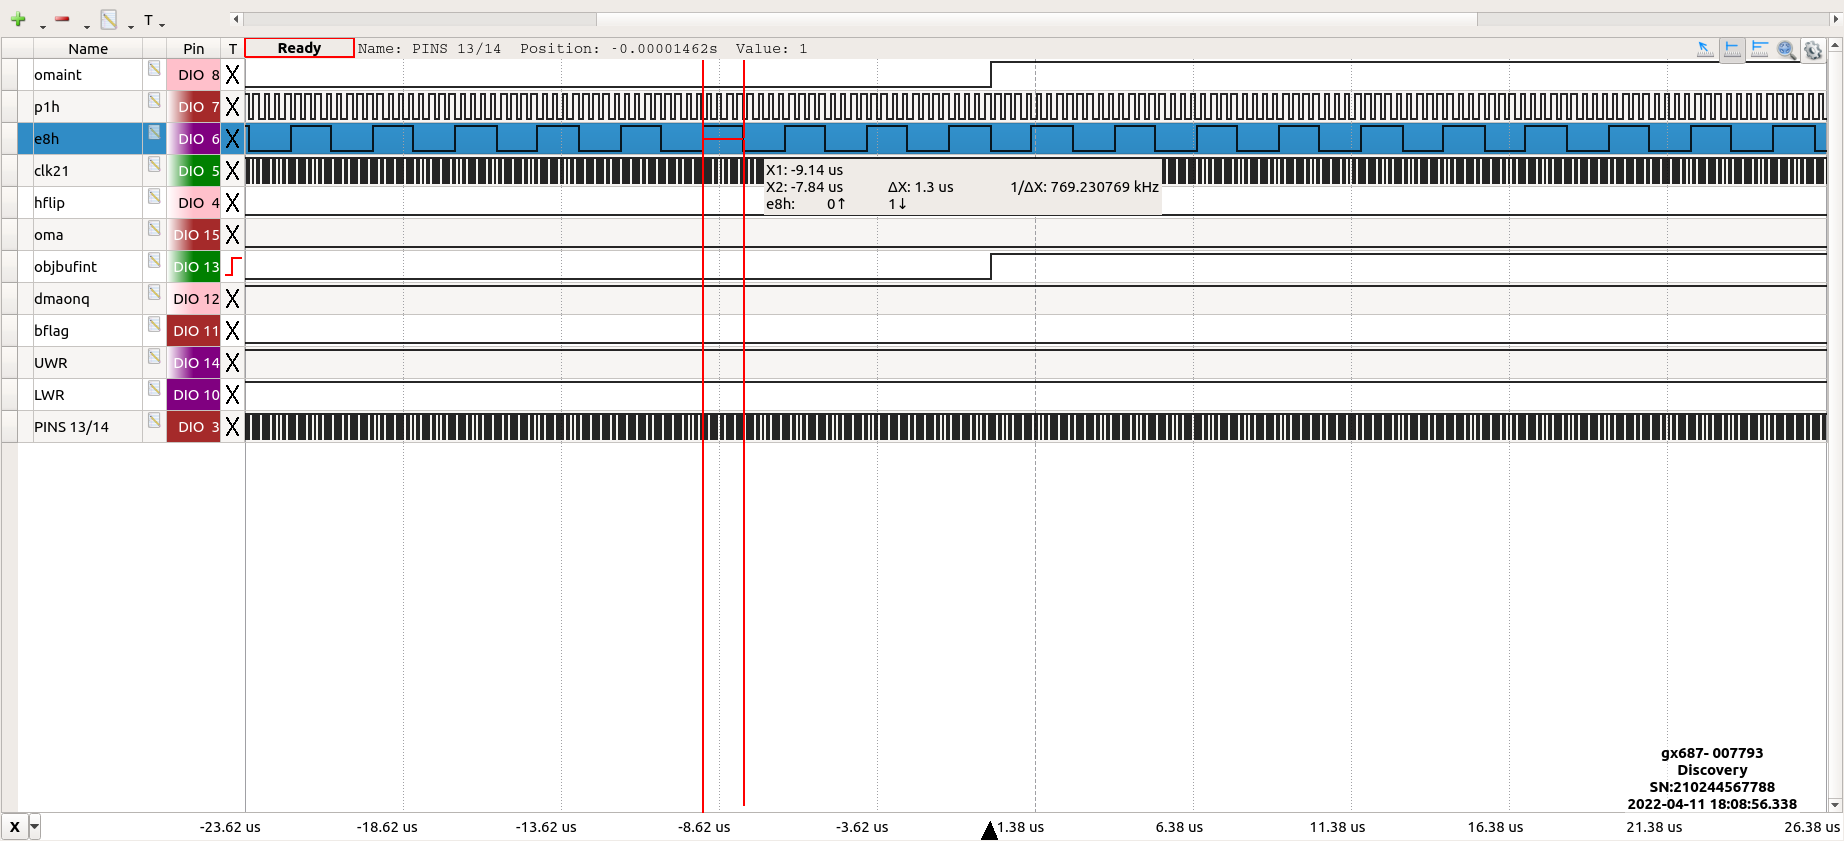 T
Name Pin T Ready Name: PINS 13/14 Position: -0.00001462s Value: 1
omaint DIO 8 X
p1h DIO 7 X
e8h DIO 6 X
clk21 DIO 5 X
hflip DIO 4 X
oma DIO 15 X
objbufint DIO 13
dmaonq DIO 12 X
bflag DIO 11 X
UWR DIO 14 X
LWR DIO 10 X
PINS 13/14 DIO 3 X
X1: -9.14 us
X2: -7.84 us ΔX: 1.3 us 1/ΔX: 769.230769 kHz
e8h: 0↑ 1↓
gx687- 007793
Discovery
SN:210244567788
2022-04-11 18:08:56.338
X -23.62 us -18.62 us -13.62 us -8.62 us -3.62 us 1.38 us 6.38 us 11.38 us 16.38 us 21.38 us 26.38 us